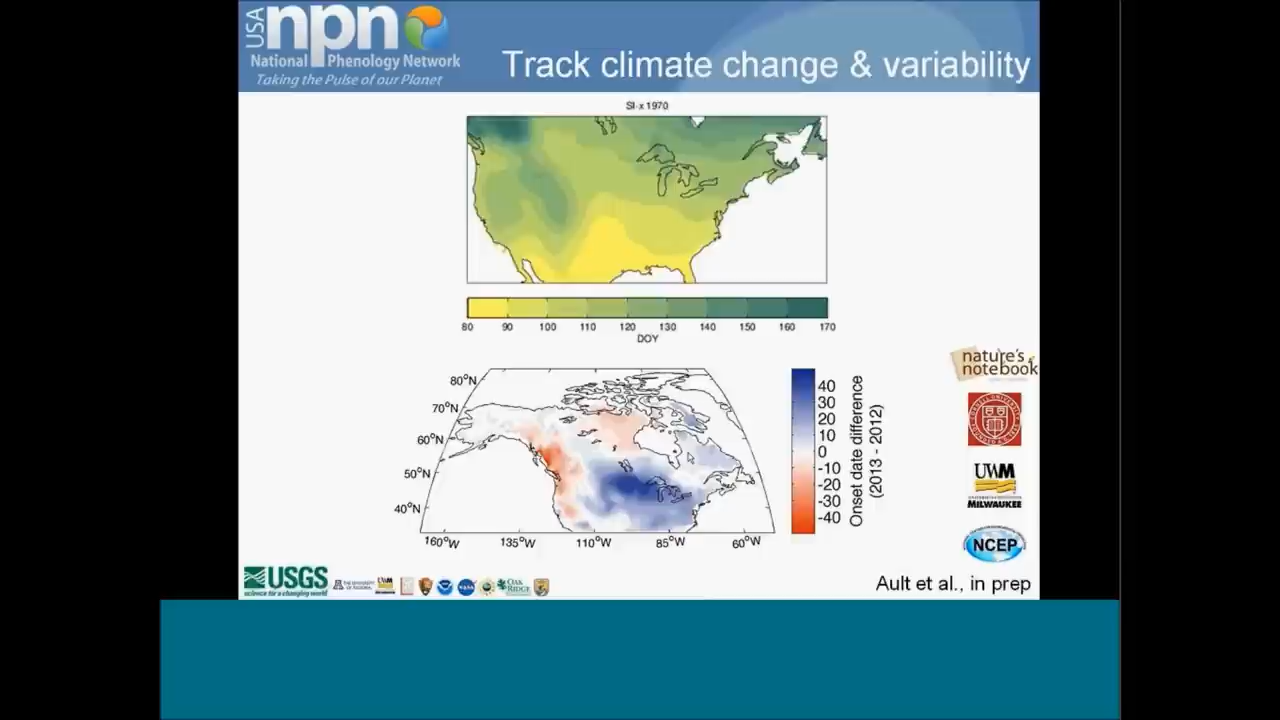 USA
npn
National Phenology Network
Taking the Pulse of our Planet
Track climate change & variability
SI-x 1970
80 90 100 110 120 130 140 150 160 170
DOY
80°N
70°N
60°N
50°N
40°N
160°W 135°W 110°W 85°W 60°W
40
30
20
10
0
-10
-20
-30
-40
Onset date difference
(2013 - 2012)
nature's
notebook
UWM
MILWAUKEE
NCEP
USGS
science for a changing world
OAK
RIDGE
Ault et al., in prep